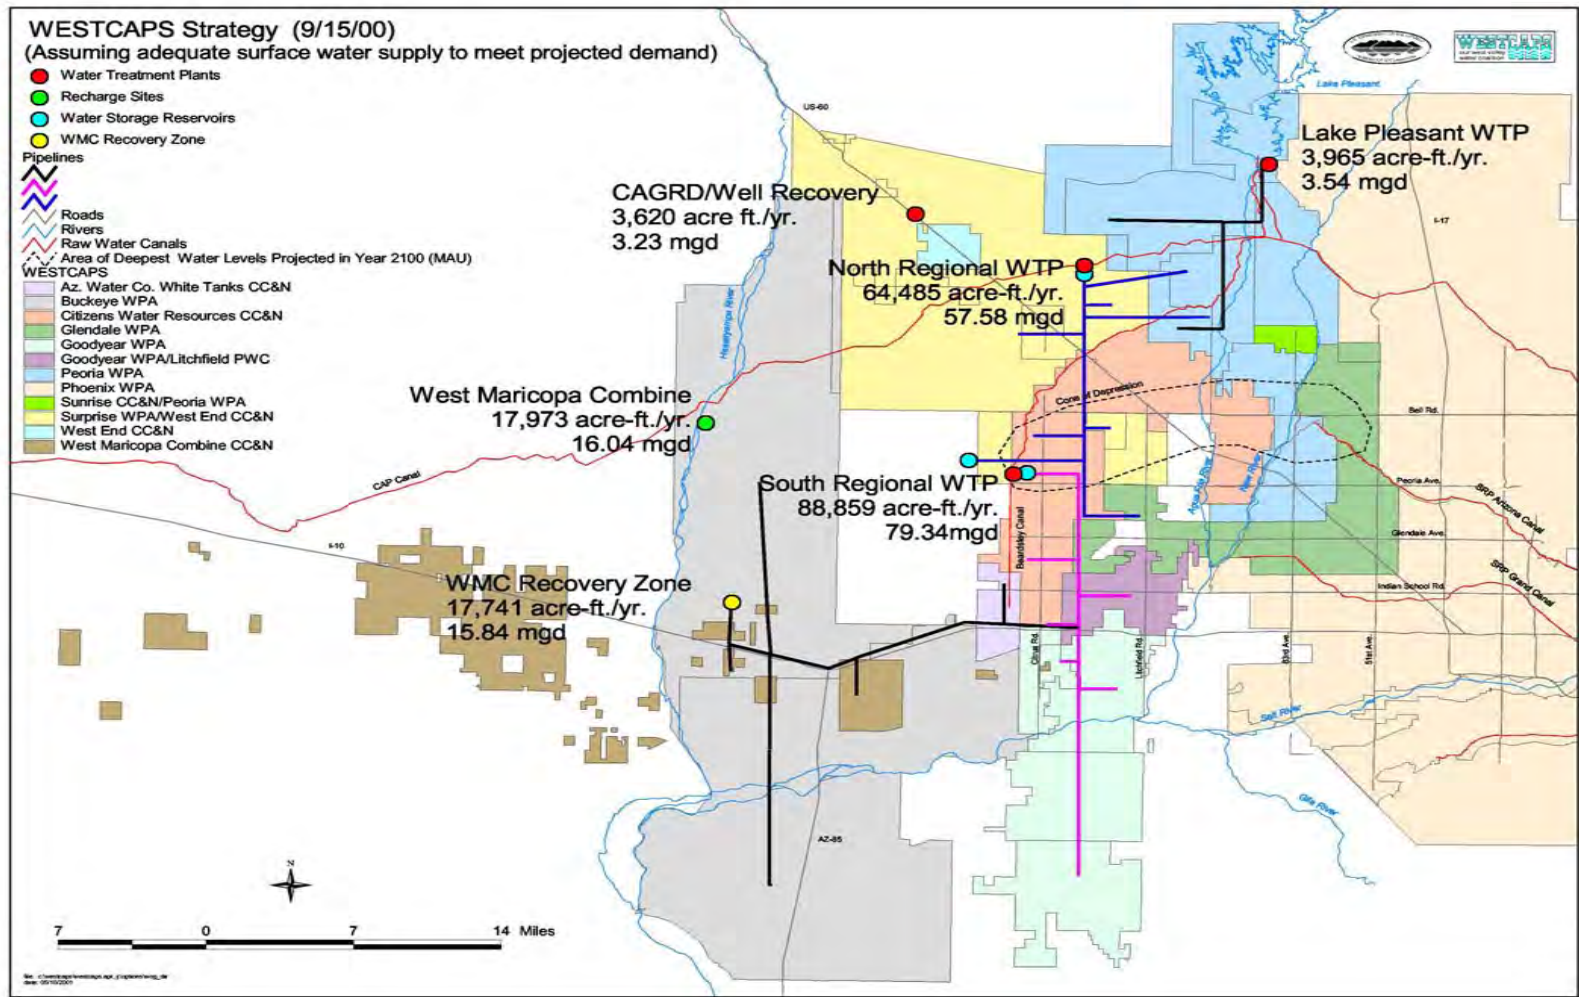 WESTCAPS Strategy (9/15/00)
(Assuming adequate surface water supply to meet projected demand)
Water Treatment Plants
Recharge Sites
Water Storage Reservoirs
WMC Recovery Zone
Pipelines
Roads
Rivers
Raw Water Canals
Area of Deepest Water Levels Projected in Year 2100 (MAU)
WESTCAPS
Az. Water Co. White Tanks CC&N
Buckeye WPA
Citizens Water Resources CC&N
Glendale WPA
Goodyear WPA
Goodyear WPA/Litchfield PWC
Peoria WPA
Phoenix WPA
Sunrise CC&N/Peoria WPA
Surprise WPA/West End CC&N
West End CC&N
West Maricopa Combine CC&N
WESTCAPS
Lake Pleasant
US-60
Lake Pleasant WTP
3,965 acre-ft./yr.
3.54 mgd
I-17
CAGRD/Well Recovery
3,620 acre ft./yr.
3.23 mgd
North Regional WTP
64,485 acre-ft./yr.
57.58 mgd
Hassayampa River
West Maricopa Combine
17,973 acre-ft./yr.
16.04 mgd
Cone of Depression
Bell Rd.
CAP Canal
South Regional WTP
88,859 acre-ft./yr.
79.34mgd
Agua Fria River
New River
Peoria Ave.
SRP Arizona Canal
Beardsley Canal
Glendale Ave.
I-10
WMC Recovery Zone
17,741 acre-ft./yr.
15.84 mgd
Indian School Rd.
SRP Grand Canal
Citrus Rd.
Litchfield Rd.
83rd Ave.
51st Ave.
Salt River
Gila River
AZ-85
N
7 0 7 14 Miles